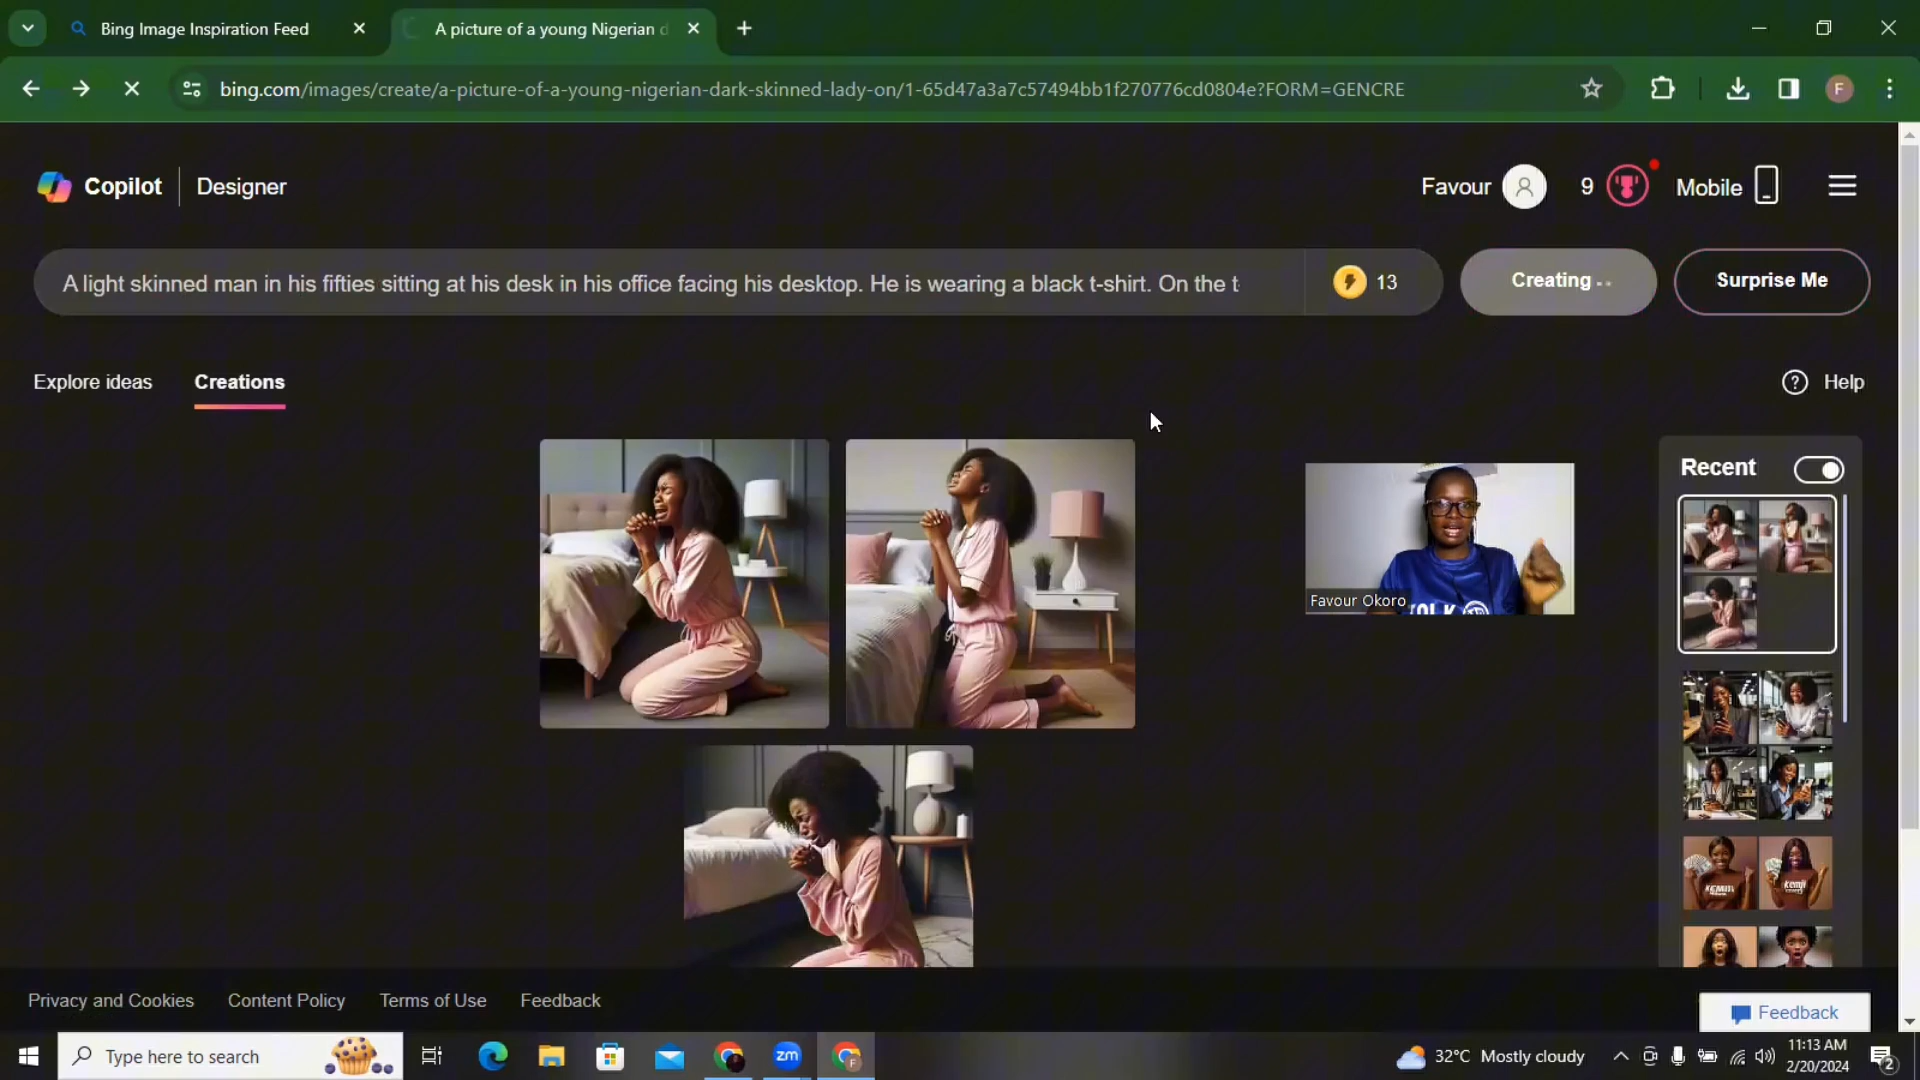 Bing Image Inspiration Feed
A picture of a young Nigerian d
bing.com/images/create/a-picture-of-a-young-nigerian-dark-skinned-lady-on/1-65d47a3a7c57494bb1f270776cd0804e?FORM=GENCRE
F
Copilot
Designer
Favour
9
Mobile
A light skinned man in his fifties sitting at his desk in his office facing his desktop. He is wearing a black t-shirt. On the t-
13
Creating
Surprise Me
Explore ideas
Creations
Help
Recent
Favour Okoro
Privacy and Cookies
Content Policy
Terms of Use
Feedback
Feedback
Type here to search
zm
F
32°C Mostly cloudy
11:13 AM
2/20/2024
2